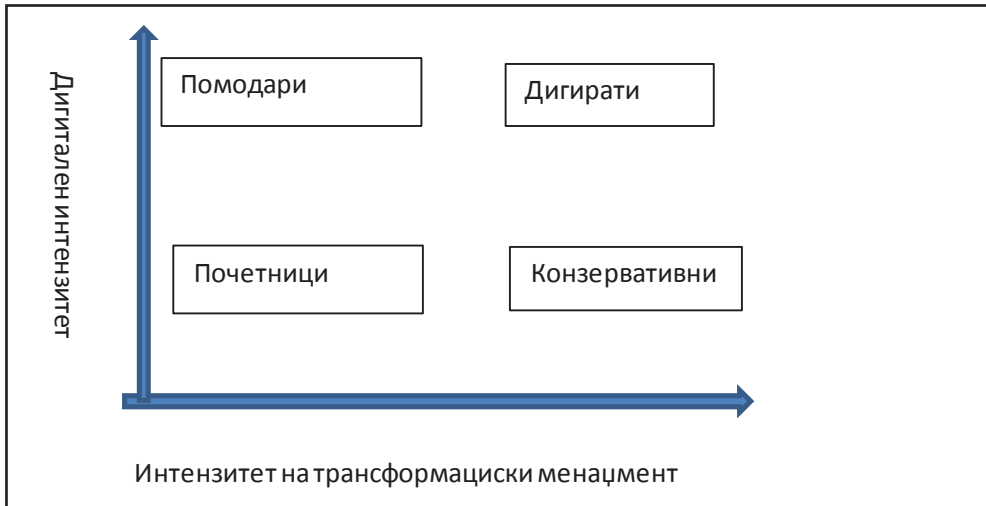 Дигитален интензитет
Помодари
Дигирати
Почетници
Конзервативни
Интензитет на трансформациски менаџмент